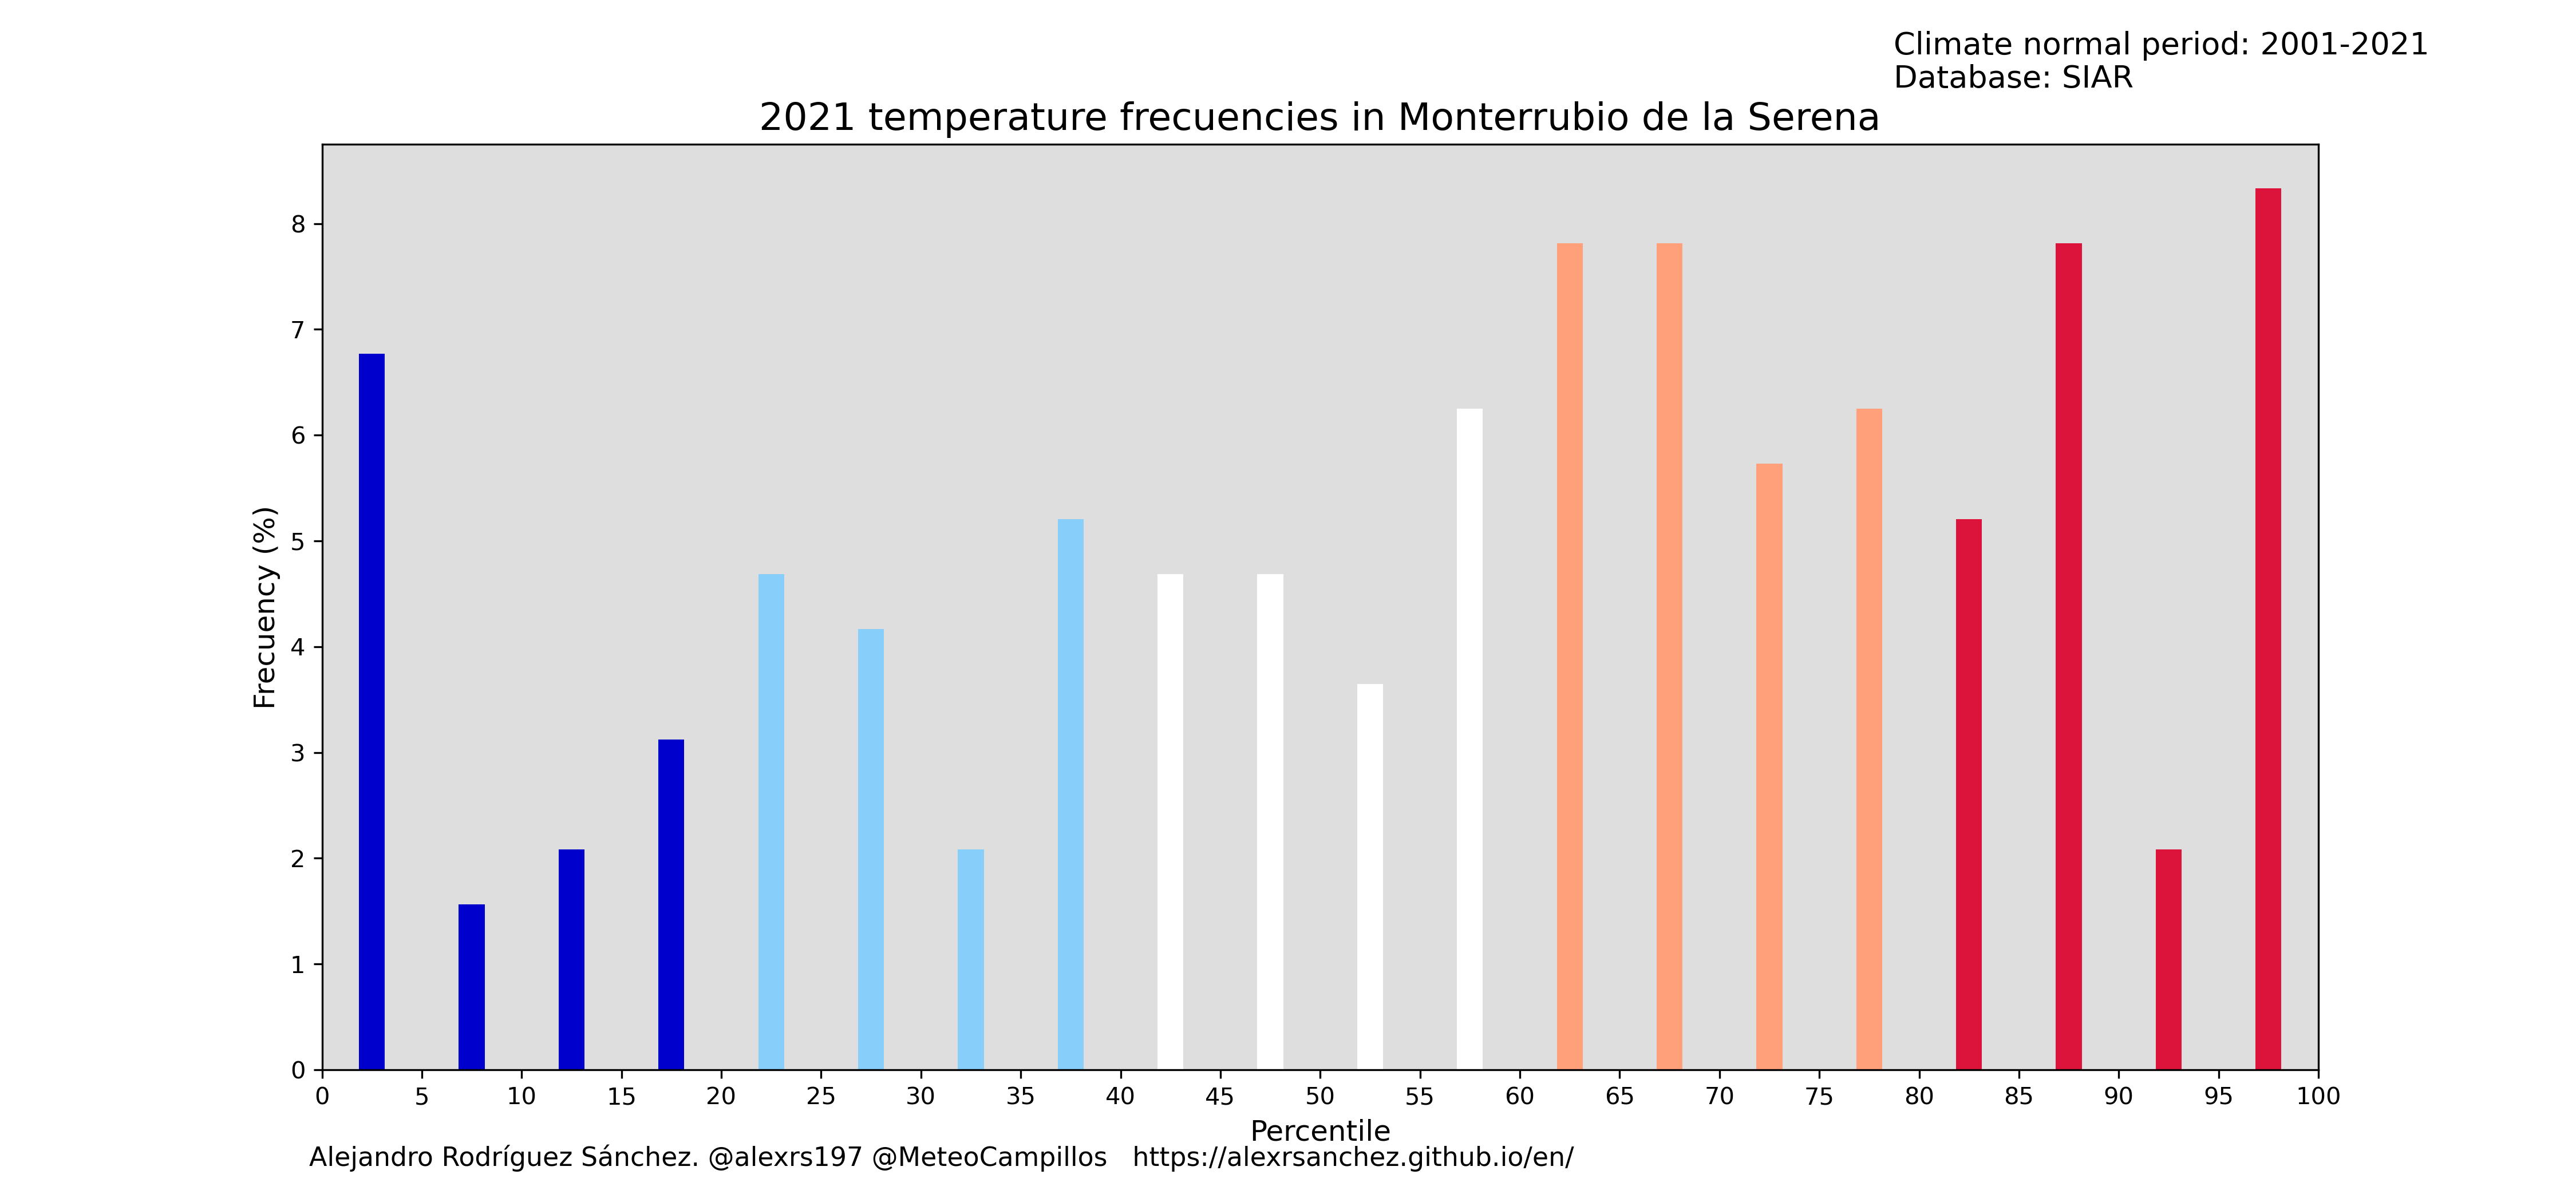 Climate normal period: 2001-2021
Database: SIAR
2021 temperature frecuencies in Monterrubio de la Serena
Frecuency (%)
8
7
6
5
4
3
2
1
0
0 5 10 15 20 25 30 35 40 45 50 55 60 65 70 75 80 85 90 95 100
Percentile
Alejandro Rodríguez Sánchez. @alexrs197 @MeteoCampillos https://alexrsanchez.github.io/en/